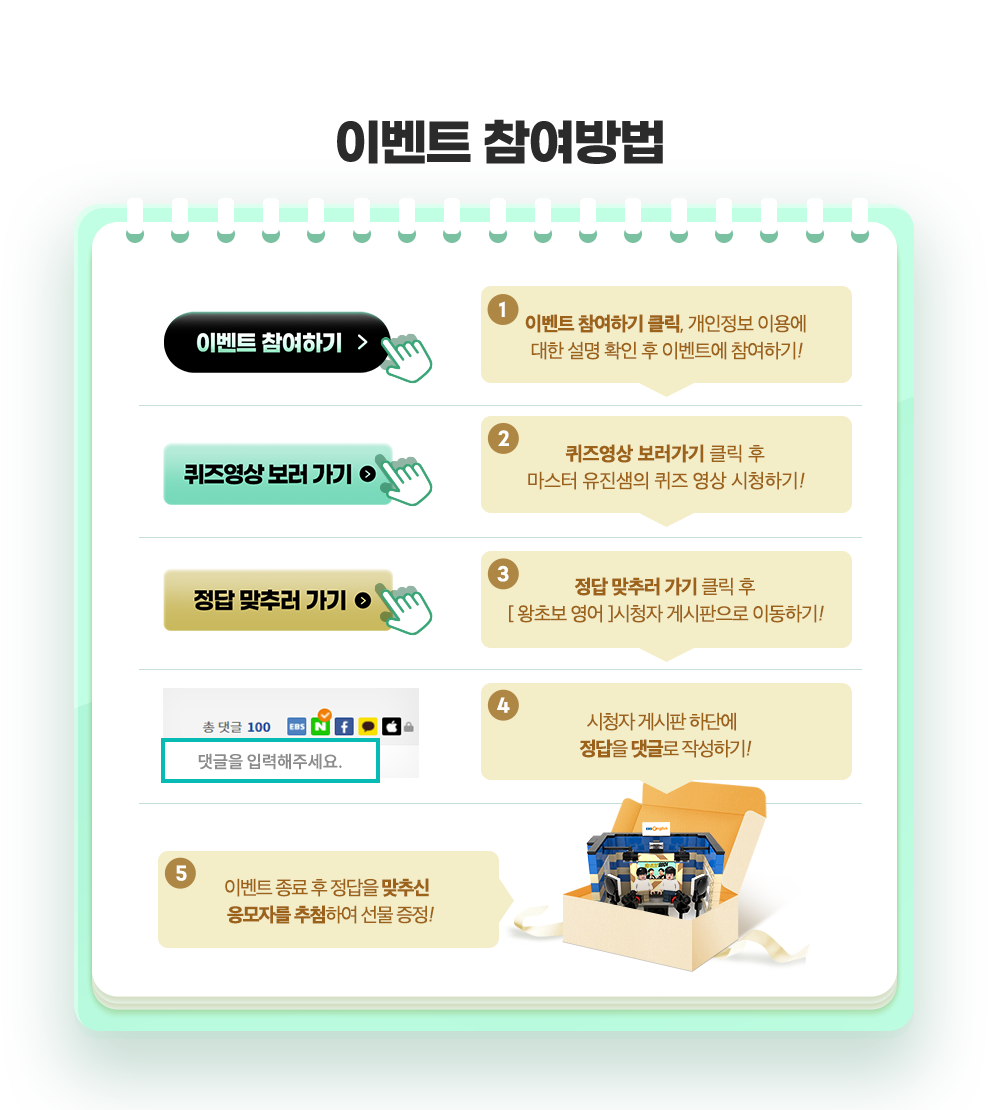 이벤트 참여방법
이벤트 참여하기
1
이벤트 참여하기 클릭, 개인정보 이용에
대한 설명 확인 후 이벤트에 참여하기!
퀴즈영상 보러 가기
2
퀴즈영상 보러가기 클릭 후
마스터 유진샘의 퀴즈 영상 시청하기!
정답 맞추러 가기
3
정답 맞추러 가기 클릭 후
[ 왕초보 영어 ]시청자 게시판으로 이동하기!
총 댓글 100 EBS N f
댓글을 입력해주세요.
4
시청자 게시판 하단에
정답을 댓글로 작성하기!
5
이벤트 종료 후 정답을 맞추신
응모자를 추첨하여 선물 증정!